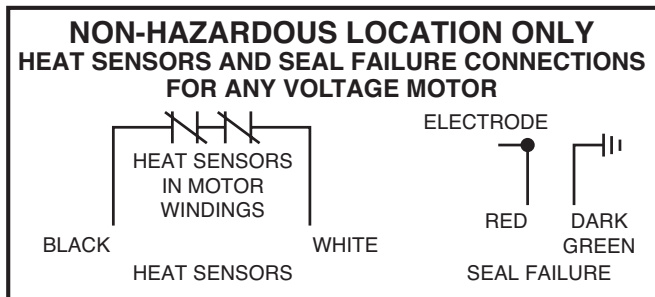 NON-HAZARDOUS LOCATION ONLY
HEAT SENSORS AND SEAL FAILURE CONNECTIONS
FOR ANY VOLTAGE MOTOR
HEAT SENSORS
IN MOTOR
WINDINGS
BLACK
WHITE
HEAT SENSORS
ELECTRODE
RED
DARK
GREEN
SEAL FAILURE